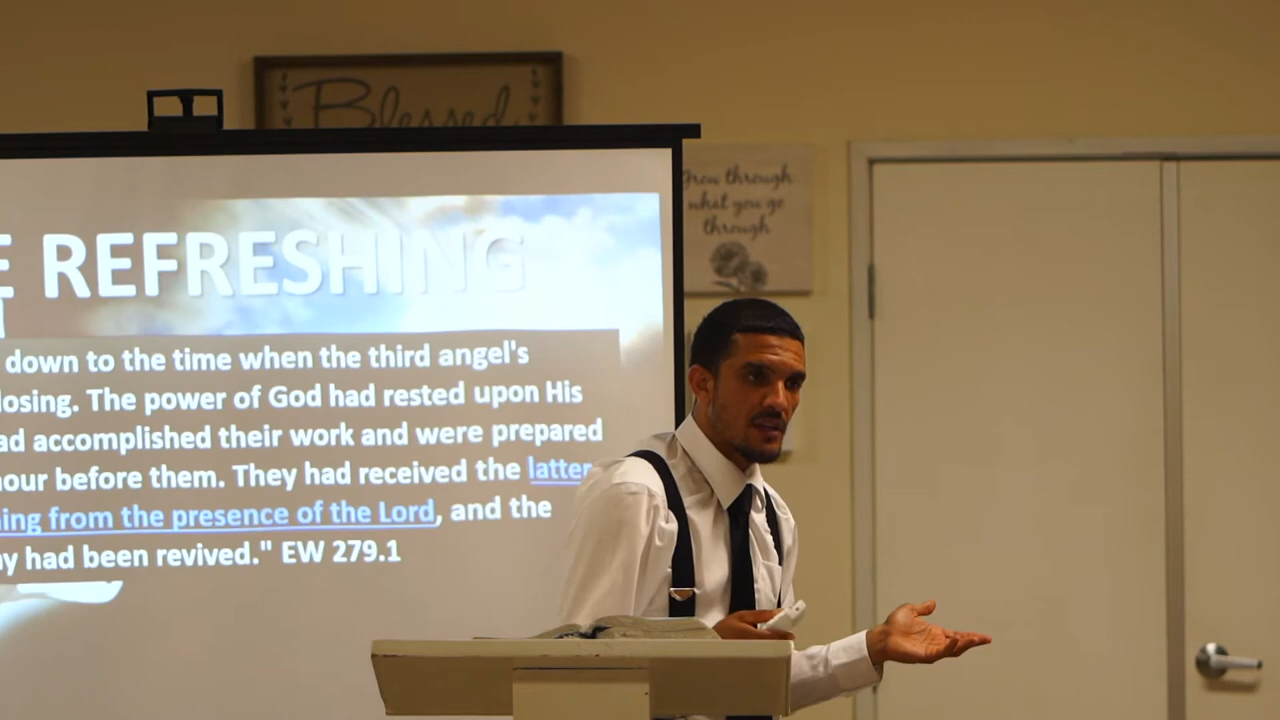 Blessed
Grow through
what you go
through
E REFRESHING
down to the time when the third angel's
losing. The power of God had rested upon His
ad accomplished their work and were prepared
hour before them. They had received the latter
ing from the presence of the Lord, and the
y had been revived." EW 279.1